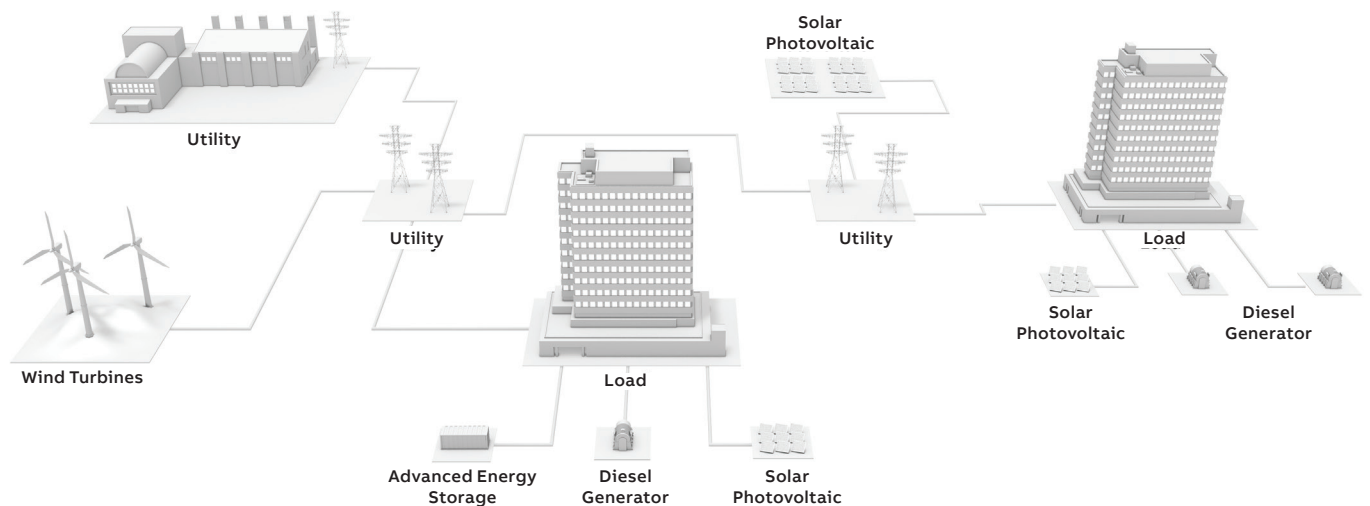 Solar
Photovoltaic
Utility
Utility
Utility
Load
Wind Turbines
Load
Solar
Photovoltaic
Diesel
Generator
Advanced Energy
Storage
Diesel
Generator
Solar
Photovoltaic